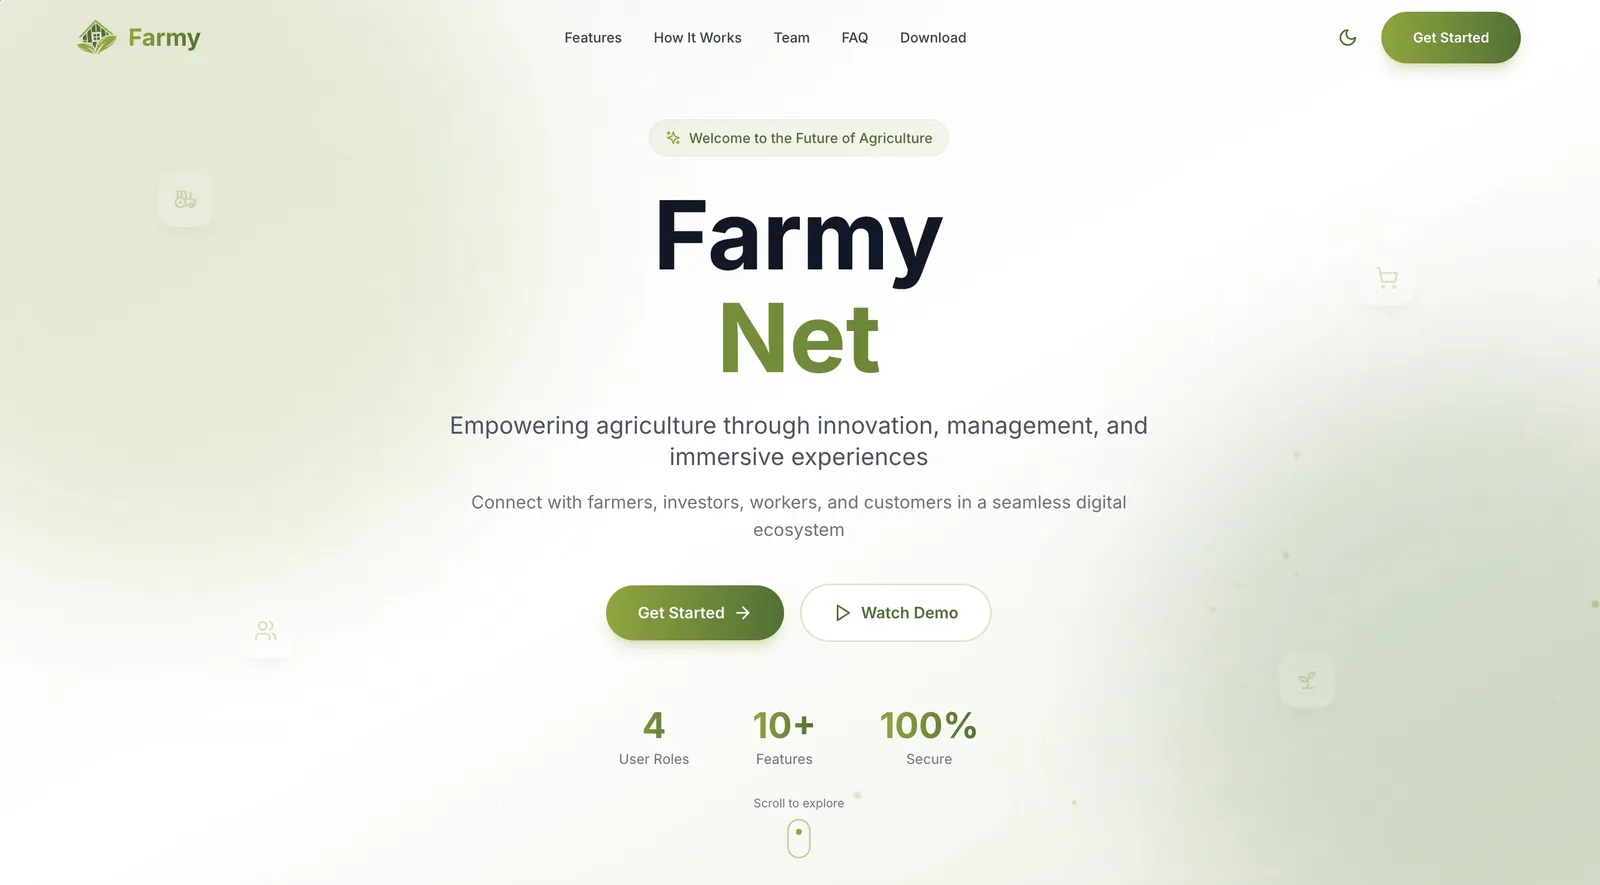 Farmy
Features
How It Works
Team
FAQ
Download
Get Started
Welcome to the Future of Agriculture
Farmy
Net
Empowering agriculture through innovation, management, and
immersive experiences
Connect with farmers, investors, workers, and customers in a seamless digital
ecosystem
Get Started
Watch Demo
4
User Roles
10+
Features
100%
Secure
Scroll to explore